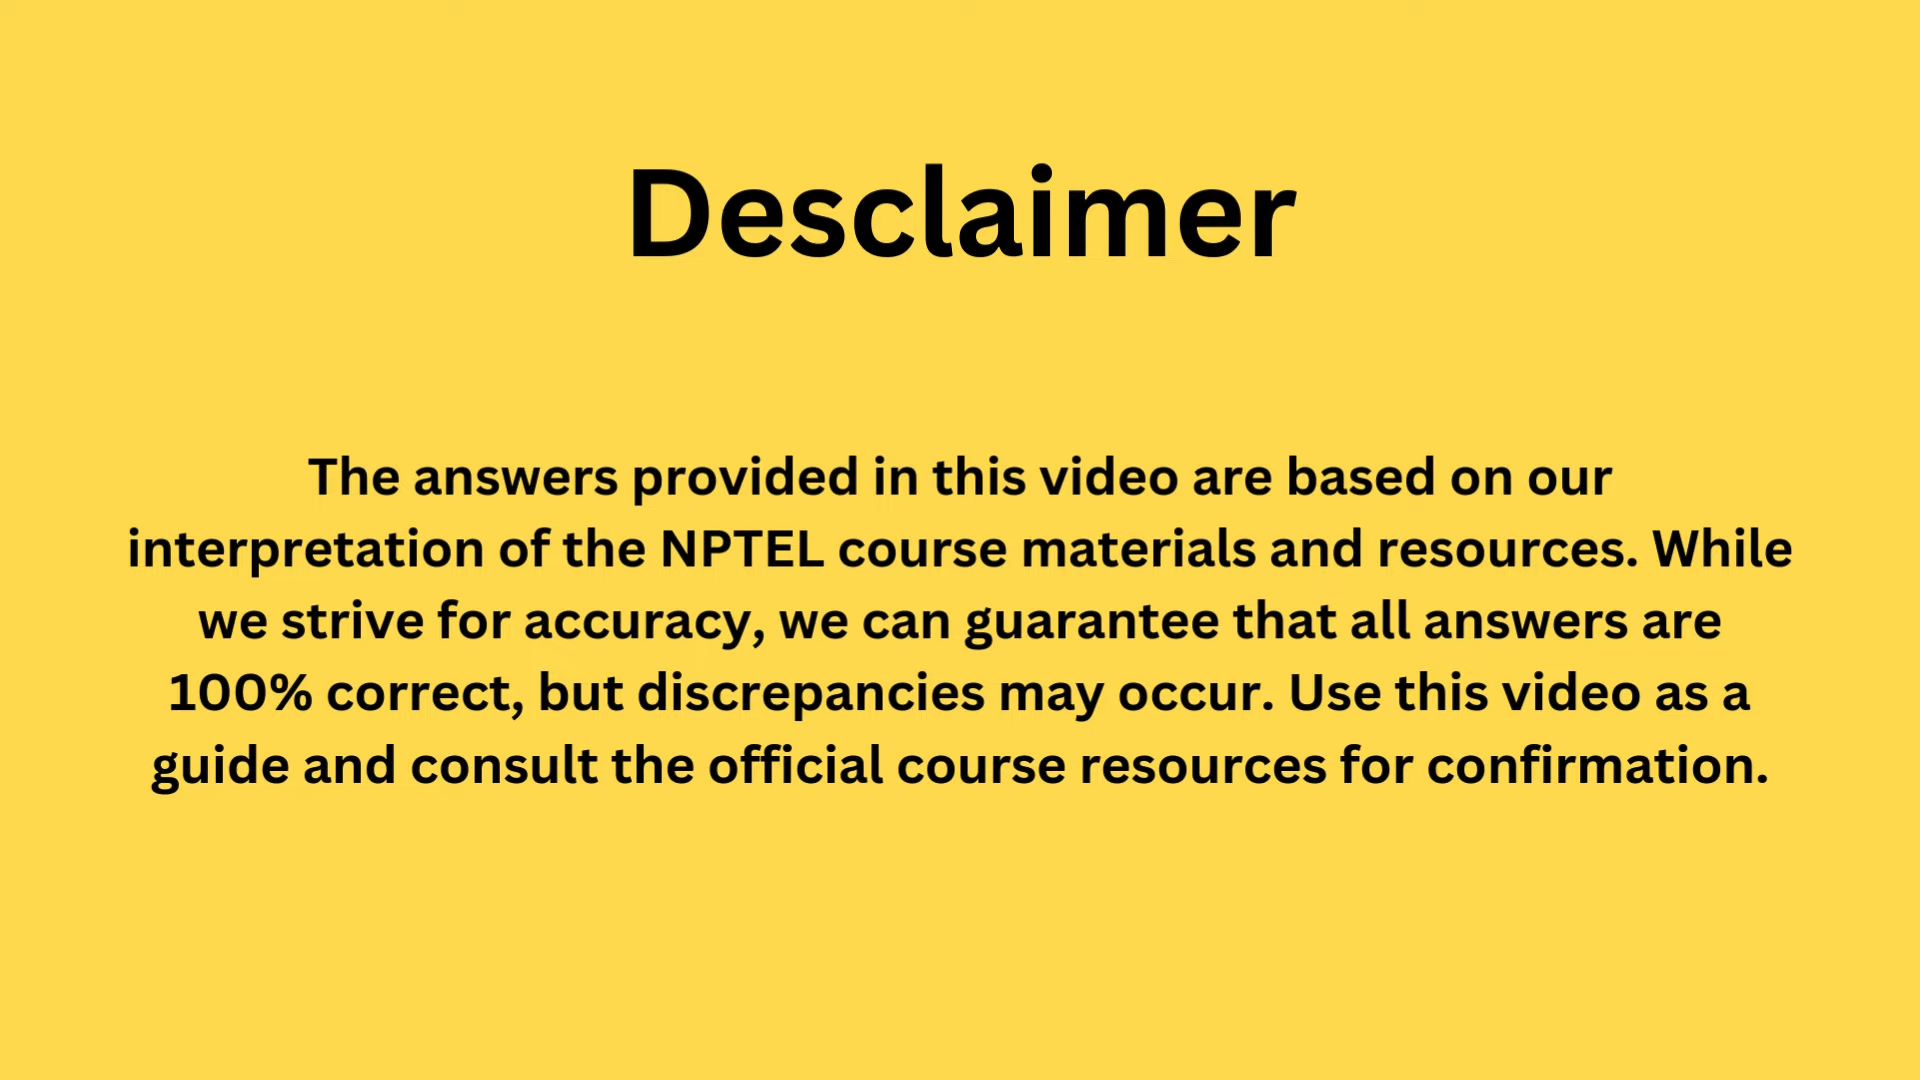 Desclaimer
The answers provided in this video are based on our
interpretation of the NPTEL course materials and resources. While
we strive for accuracy, we can guarantee that all answers are
100% correct, but discrepancies may occur. Use this video as a
guide and consult the official course resources for confirmation.